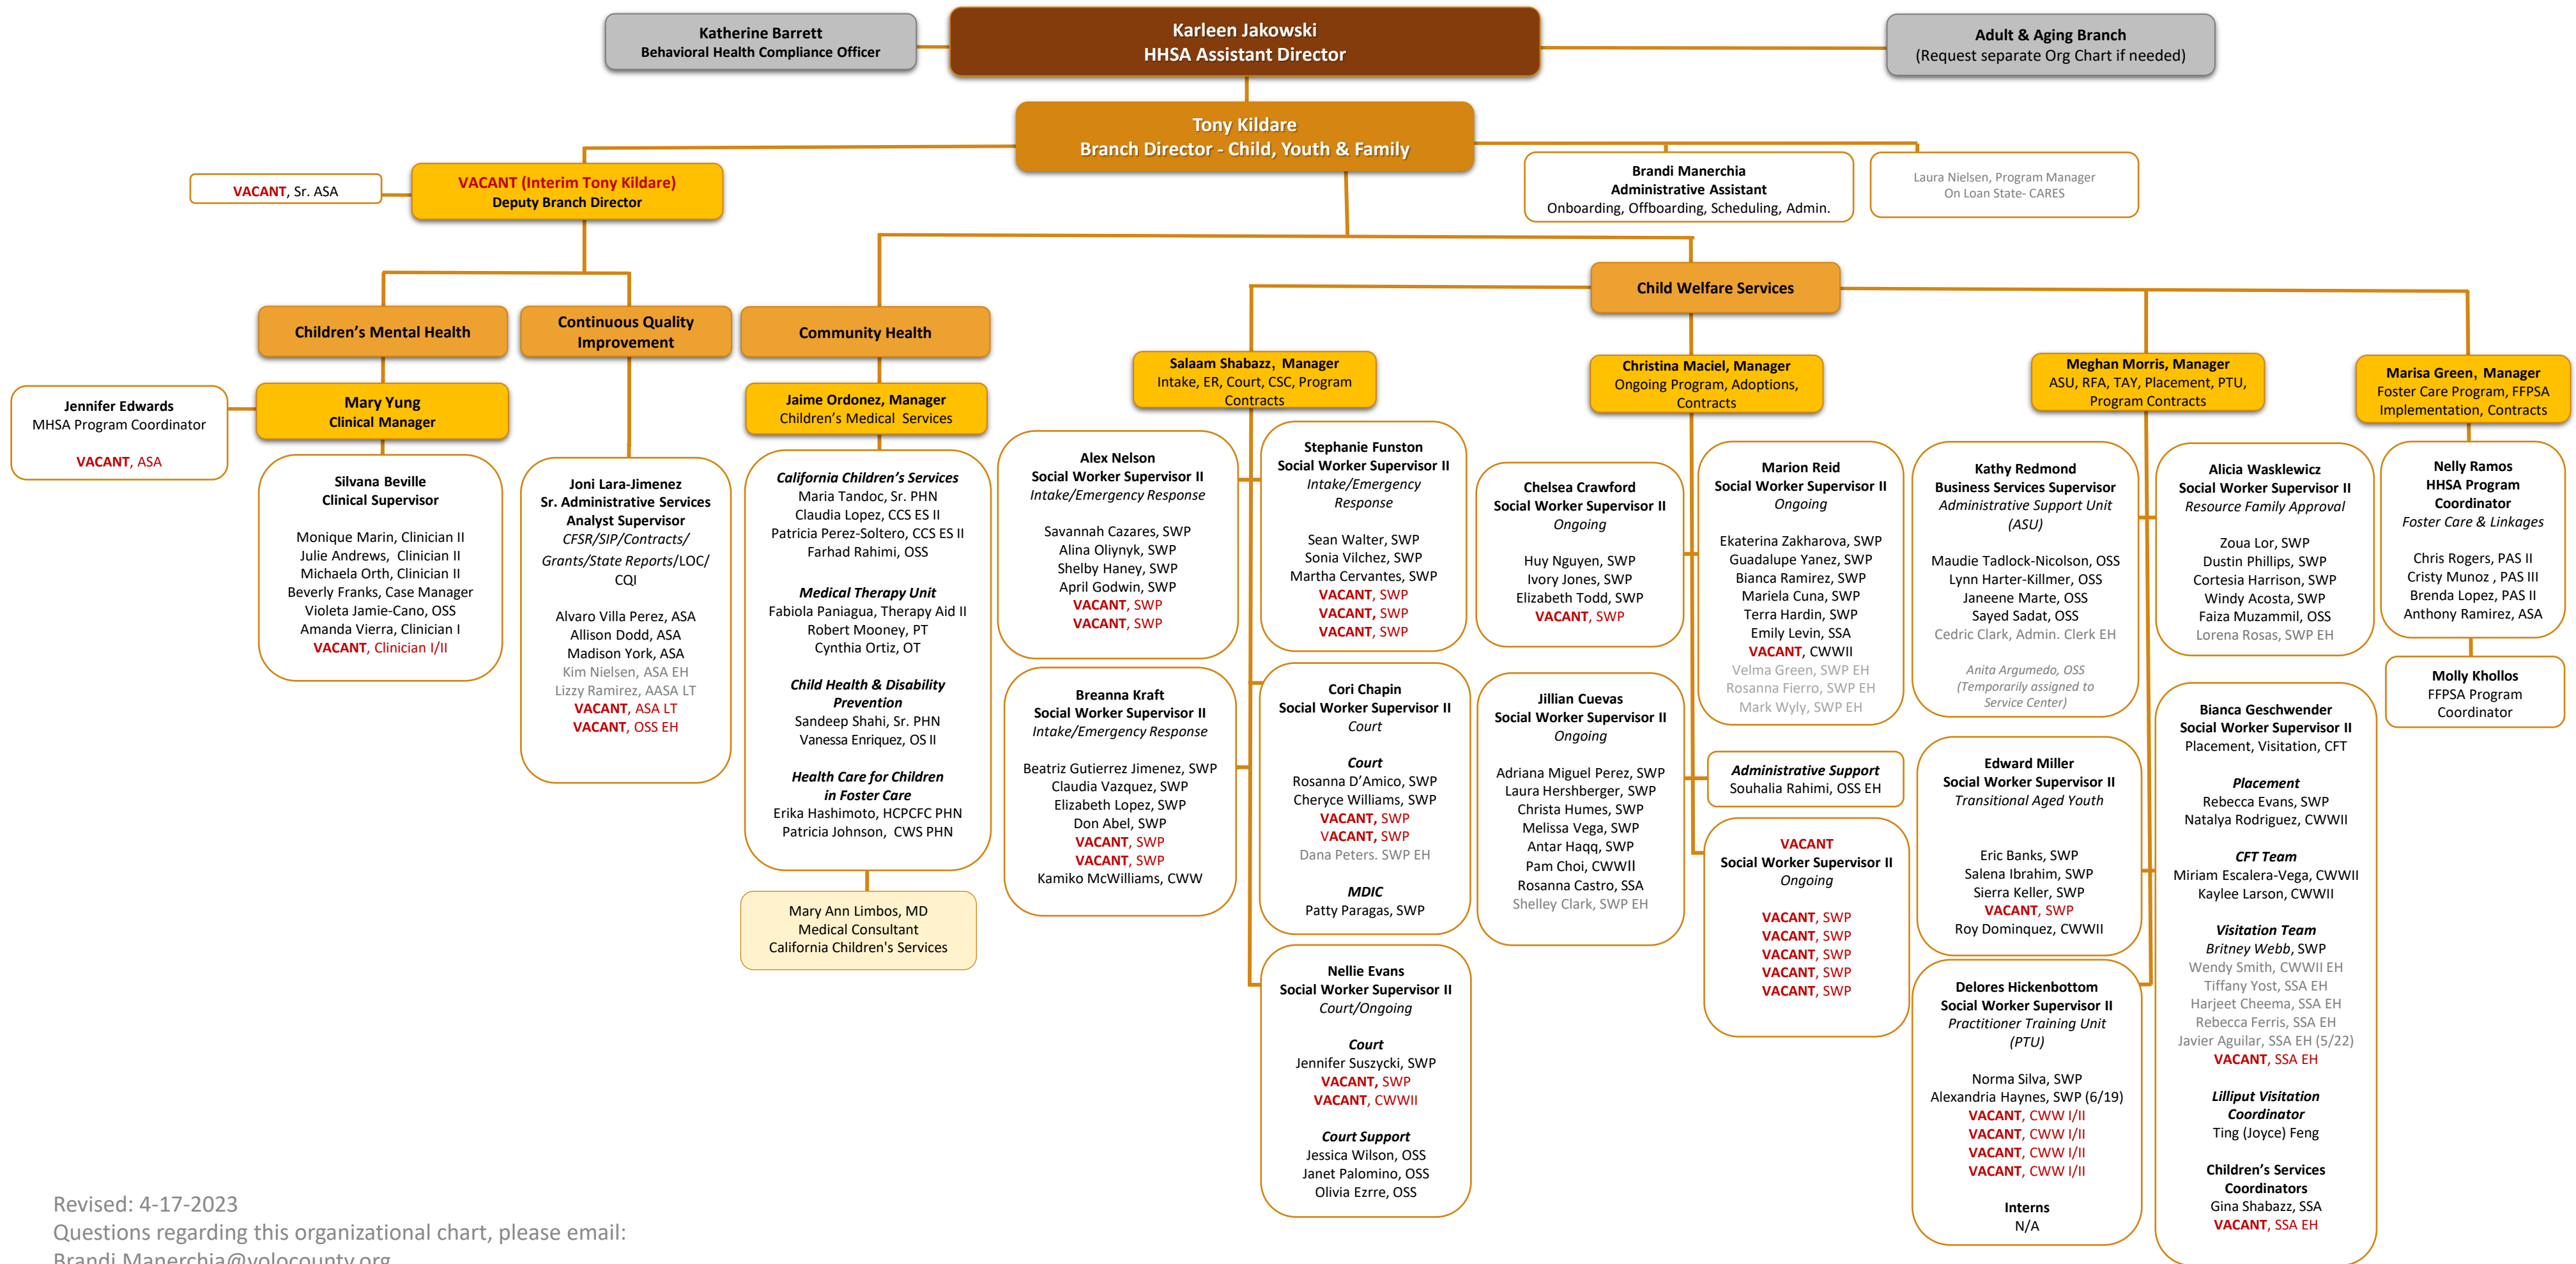 Katherine Barrett
Behavioral Health Compliance Officer
Karleen Jakowski
HHSA Assistant Director
Adult & Aging Branch
(Request separate Org Chart if needed)
Tony Kildare
Branch Director - Child, Youth & Family
VACANT, Sr. ASA
VACANT (Interim Tony Kildare)
Deputy Branch Director
Brandi Manerchia
Administrative Assistant
Onboarding, Offboarding, Scheduling, Admin.
Laura Nielsen, Program Manager
On Loan State- CARES
Child Welfare Services
Children’s Mental Health
Continuous Quality
Improvement
Community Health
Jennifer Edwards
MHSA Program Coordinator
VACANT, ASA
Mary Yung
Clinical Manager
Silvana Beville
Clinical Supervisor
Monique Marin, Clinician II
Julie Andrews, Clinician II
Michaela Orth, Clinician II
Beverly Franks, Case Manager
Violeta Jamie-Cano, OSS
Amanda Vierra, Clinician I
VACANT, Clinician I/II
Joni Lara-Jimenez
Sr. Administrative Services
Analyst Supervisor
CFSR/SIP/Contracts/
Grants/State Reports/LOC/
CQI
Alvaro Villa Perez, ASA
Allison Dodd, ASA
Madison York, ASA
Kim Nielsen, ASA EH
Lizzy Ramirez, AASA LT
VACANT, ASA LT
VACANT, OSS EH
Jaime Ordonez, Manager
Children’s Medical Services
California Children’s Services
Maria Tandoc, Sr. PHN
Claudia Lopez, CCS ES II
Patricia Perez-Soltero, CCS ES II
Farhad Rahimi, OSS
Medical Therapy Unit
Fabiola Paniagua, Therapy Aid II
Robert Mooney, PT
Cynthia Ortiz, OT
Child Health & Disability
Prevention
Sandeep Shahi, Sr. PHN
Vanessa Enriquez, OS II
Health Care for Children
in Foster Care
Erika Hashimoto, HCPCFC PHN
Patricia Johnson, CWS PHN
Mary Ann Limbos, MD
Medical Consultant
California Children's Services
Salaam Shabazz, Manager
Intake, ER, Court, CSC, Program
Contracts
Alex Nelson
Social Worker Supervisor II
Intake/Emergency Response
Savannah Cazares, SWP
Alina Oliynyk, SWP
Shelby Haney, SWP
April Godwin, SWP
VACANT, SWP
VACANT, SWP
Stephanie Funston
Social Worker Supervisor II
Intake/Emergency
Response
Sean Walter, SWP
Sonia Vilchez, SWP
Martha Cervantes, SWP
VACANT, SWP
VACANT, SWP
VACANT, SWP
Breanna Kraft
Social Worker Supervisor II
Intake/Emergency Response
Beatriz Gutierrez Jimenez, SWP
Claudia Vazquez, SWP
Elizabeth Lopez, SWP
Don Abel, SWP
VACANT, SWP
VACANT, SWP
Kamiko McWilliams, CWW
Cori Chapin
Social Worker Supervisor II
Court
Court
Rosanna D’Amico, SWP
Cheryce Williams, SWP
VACANT, SWP
VACANT, SWP
Dana Peters. SWP EH
MDIC
Patty Paragas, SWP
Nellie Evans
Social Worker Supervisor II
Court/Ongoing
Court
Jennifer Suszycki, SWP
VACANT, SWP
VACANT, CWWII
Court Support
Jessica Wilson, OSS
Janet Palomino, OSS
Olivia Ezrre, OSS
Christina Maciel, Manager
Ongoing Program, Adoptions,
Contracts
Chelsea Crawford
Social Worker Supervisor II
Ongoing
Huy Nguyen, SWP
Ivory Jones, SWP
Elizabeth Todd, SWP
VACANT, SWP
Marion Reid
Social Worker Supervisor II
Ongoing
Ekaterina Zakharova, SWP
Guadalupe Yanez, SWP
Bianca Ramirez, SWP
Mariela Cuna, SWP
Terra Hardin, SWP
Emily Levin, SSA
VACANT, CWWII
Velma Green, SWP EH
Rosanna Fierro, SWP EH
Mark Wyly, SWP EH
Jillian Cuevas
Social Worker Supervisor II
Ongoing
Adriana Miguel Perez, SWP
Laura Hershberger, SWP
Christa Humes, SWP
Melissa Vega, SWP
Antar Haqq, SWP
Pam Choi, CWWII
Rosanna Castro, SSA
Shelley Clark, SWP EH
Administrative Support
Souhalia Rahimi, OSS EH
VACANT
Social Worker Supervisor II
Ongoing
VACANT, SWP
VACANT, SWP
VACANT, SWP
VACANT, SWP
VACANT, SWP
Meghan Morris, Manager
ASU, RFA, TAY, Placement, PTU,
Program Contracts
Kathy Redmond
Business Services Supervisor
Administrative Support Unit
(ASU)
Maudie Tadlock-Nicolson, OSS
Lynn Harter-Killmer, OSS
Janeene Marte, OSS
Sayed Sadat, OSS
Cedric Clark, Admin. Clerk EH
Anita Argumedo, OSS
(Temporarily assigned to
Service Center)
Alicia Wasklewicz
Social Worker Supervisor II
Resource Family Approval
Zoua Lor, SWP
Dustin Phillips, SWP
Cortesia Harrison, SWP
Windy Acosta, SWP
Faiza Muzammil, OSS
Lorena Rosas, SWP EH
Edward Miller
Social Worker Supervisor II
Transitional Aged Youth
Eric Banks, SWP
Salena Ibrahim, SWP
Sierra Keller, SWP
VACANT, SWP
Roy Dominquez, CWWII
Delores Hickenbottom
Social Worker Supervisor II
Practitioner Training Unit
(PTU)
Norma Silva, SWP
Alexandria Haynes, SWP (6/19)
VACANT, CWW I/II
VACANT, CWW I/II
VACANT, CWW I/II
VACANT, CWW I/II
Interns
N/A
Bianca Geschwender
Social Worker Supervisor II
Placement, Visitation, CFT
Placement
Rebecca Evans, SWP
Natalya Rodriguez, CWWII
CFT Team
Miriam Escalera-Vega, CWWII
Kaylee Larson, CWWII
Visitation Team
Britney Webb, SWP
Wendy Smith, CWWII EH
Tiffany Yost, SSA EH
Harjeet Cheema, SSA EH
Rebecca Ferris, SSA EH
Javier Aguilar, SSA EH (5/22)
VACANT, SSA EH
Lilliput Visitation
Coordinator
Ting (Joyce) Feng
Children’s Services
Coordinators
Gina Shabazz, SSA
VACANT, SSA EH
Marisa Green, Manager
Foster Care Program, FFPSA
Implementation, Contracts
Nelly Ramos
HHSA Program
Coordinator
Foster Care & Linkages
Chris Rogers, PAS II
Cristy Munoz , PAS III
Brenda Lopez, PAS II
Anthony Ramirez, ASA
Molly Khollos
FFPSA Program
Coordinator
Revised: 4-17-2023
Questions regarding this organizational chart, please email:
Brandi.Manerchia@yolocounty.org